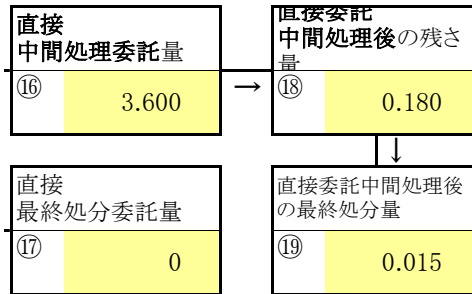 直接
中間処理委託量
⑯
3.600
→
直接委託
中間処理後の残さ
量
⑱
0.180
↓
直接
最終処分委託量
⑰
0
直接委託中間処理後
の最終処分量
⑲
0.015